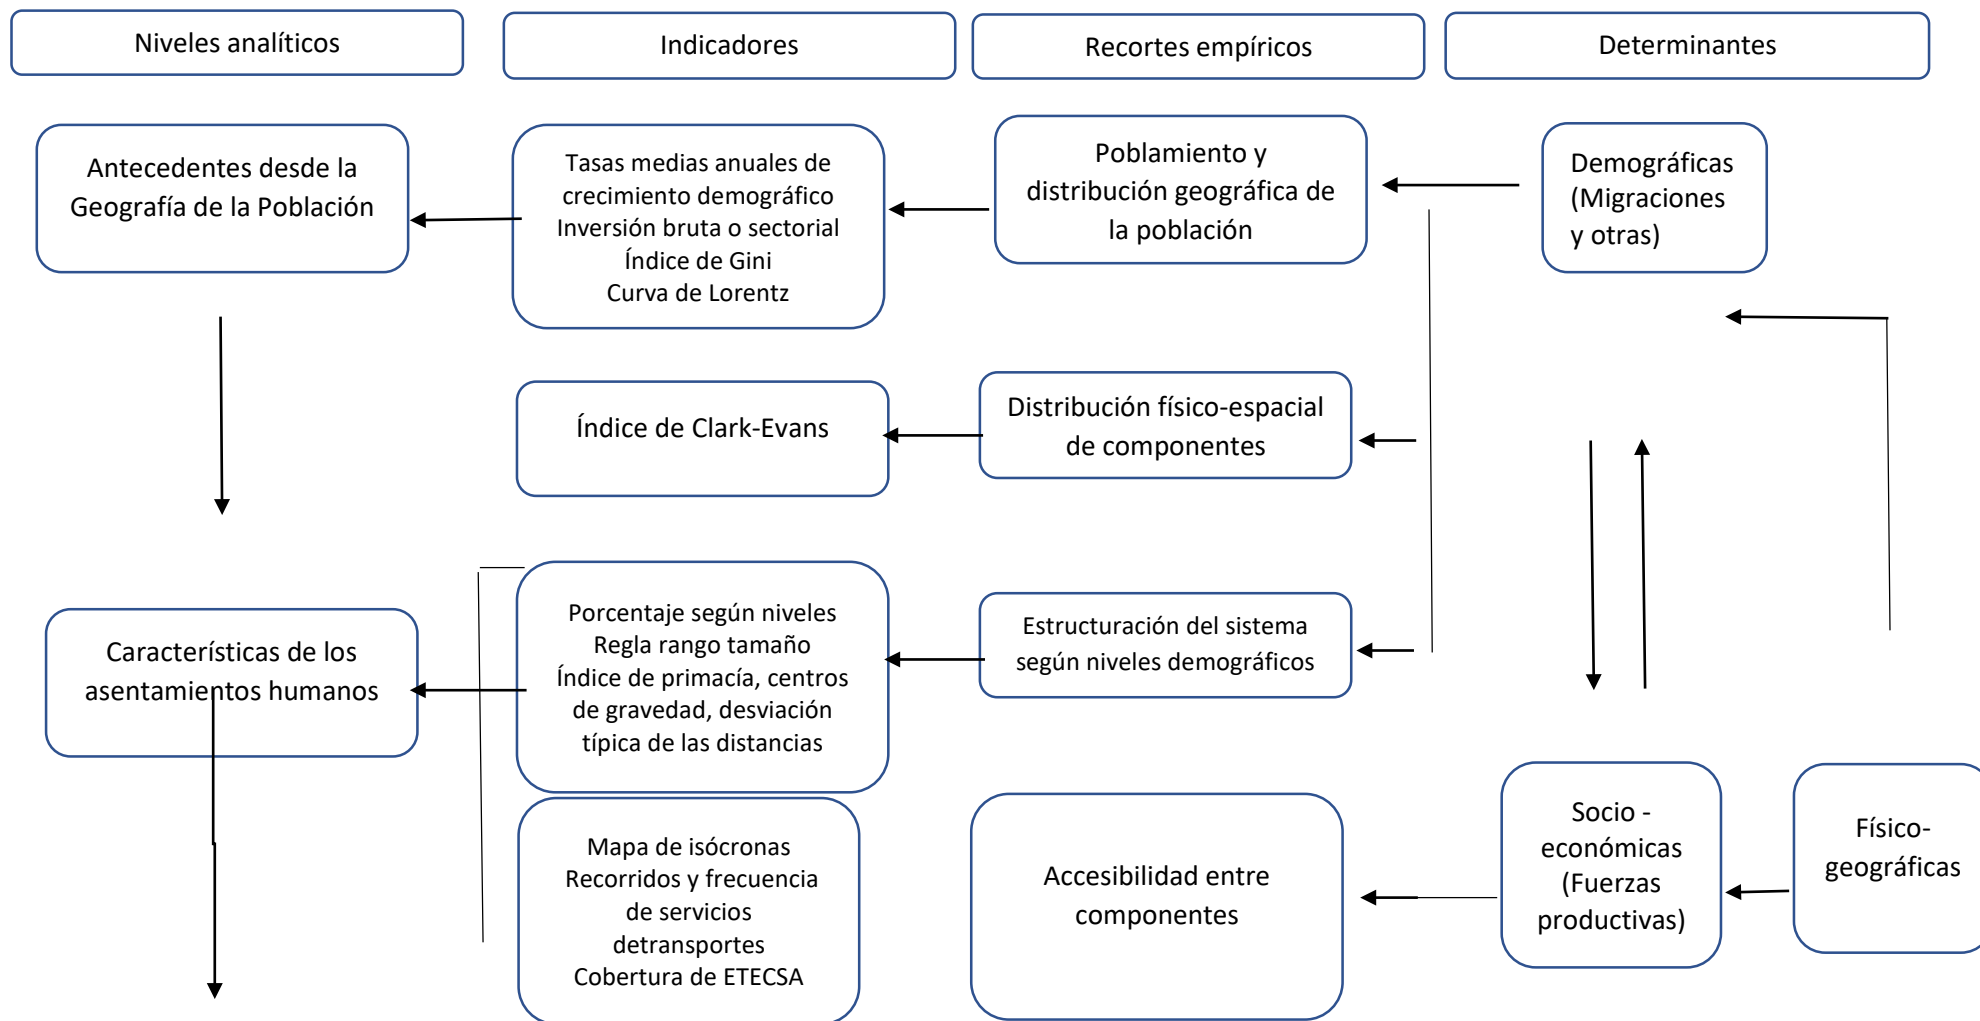 Niveles analíticos
Indicadores
Recortes empíricos
Determinantes
Antecedentes desde la
Geografía de la Población
Tasas medias anuales de
crecimiento demográfico
Inversión bruta o sectorial
Índice de Gini
Curva de Lorentz
Poblamiento y
distribución geográfica de
la población
Demográficas
(Migraciones
y otras)
Índice de Clark-Evans
Distribución físico-espacial
de componentes
Características de los
asentamientos humanos
Porcentaje según niveles
Regla rango tamaño
Índice de primacía, centros
de gravedad, desviación
típica de las distancias
Estructuración del sistema
según niveles demográficos
Mapa de isócronas
Recorridos y frecuencia
de servicios
detransportes
Cobertura de ETECSA
Accesibilidad entre
componentes
Socio -
económicas
(Fuerzas
productivas)
Físico-
geográficas